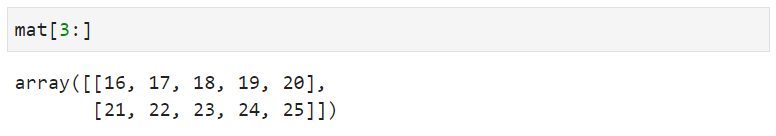 mat[3:]
array([[16, 17, 18, 19, 20],
       [21, 22, 23, 24, 25]])